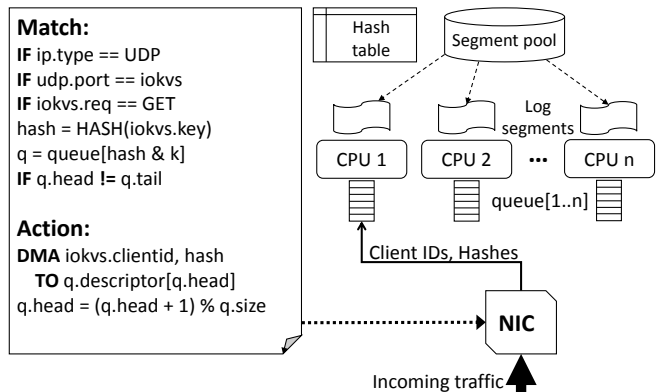 Match:
IF ip.type == UDP
IF udp.port == iokvs
IF iokvs.req == GET
hash = HASH(iokvs.key)
q = queue[hash & k]
IF q.head != q.tail
Action:
DMA iokvs.clientid, hash
TO q.descriptor[q.head]
q.head = (q.head + 1) % q.size
Hash
table
Segment pool
Log
segments
CPU 1
CPU 2
...
CPU n
queue[1..n]
Client IDs, Hashes
NIC
Incoming traffic